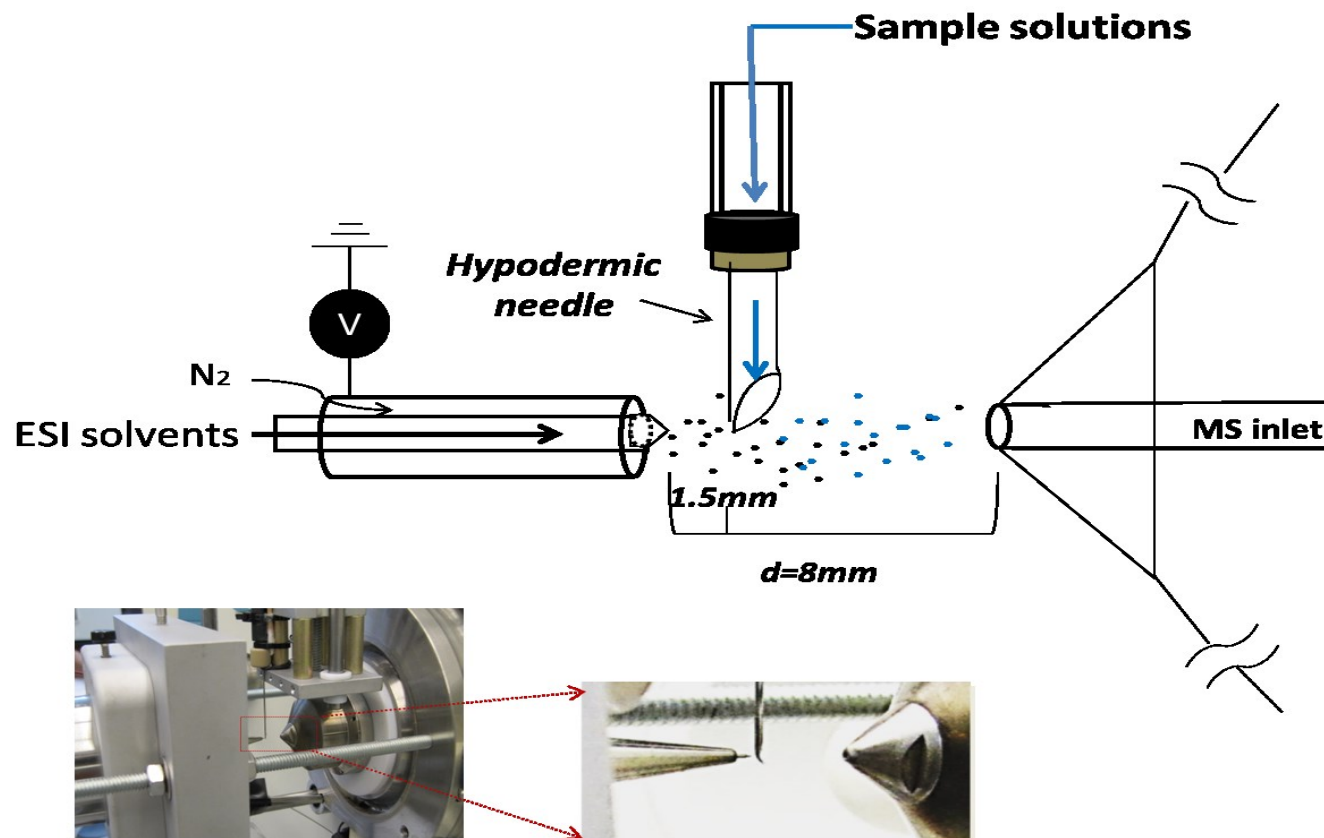 Sample solutions
Hypodermic
needle
V
N₂
ESI solvents
MS inlet
1.5mm
d=8mm